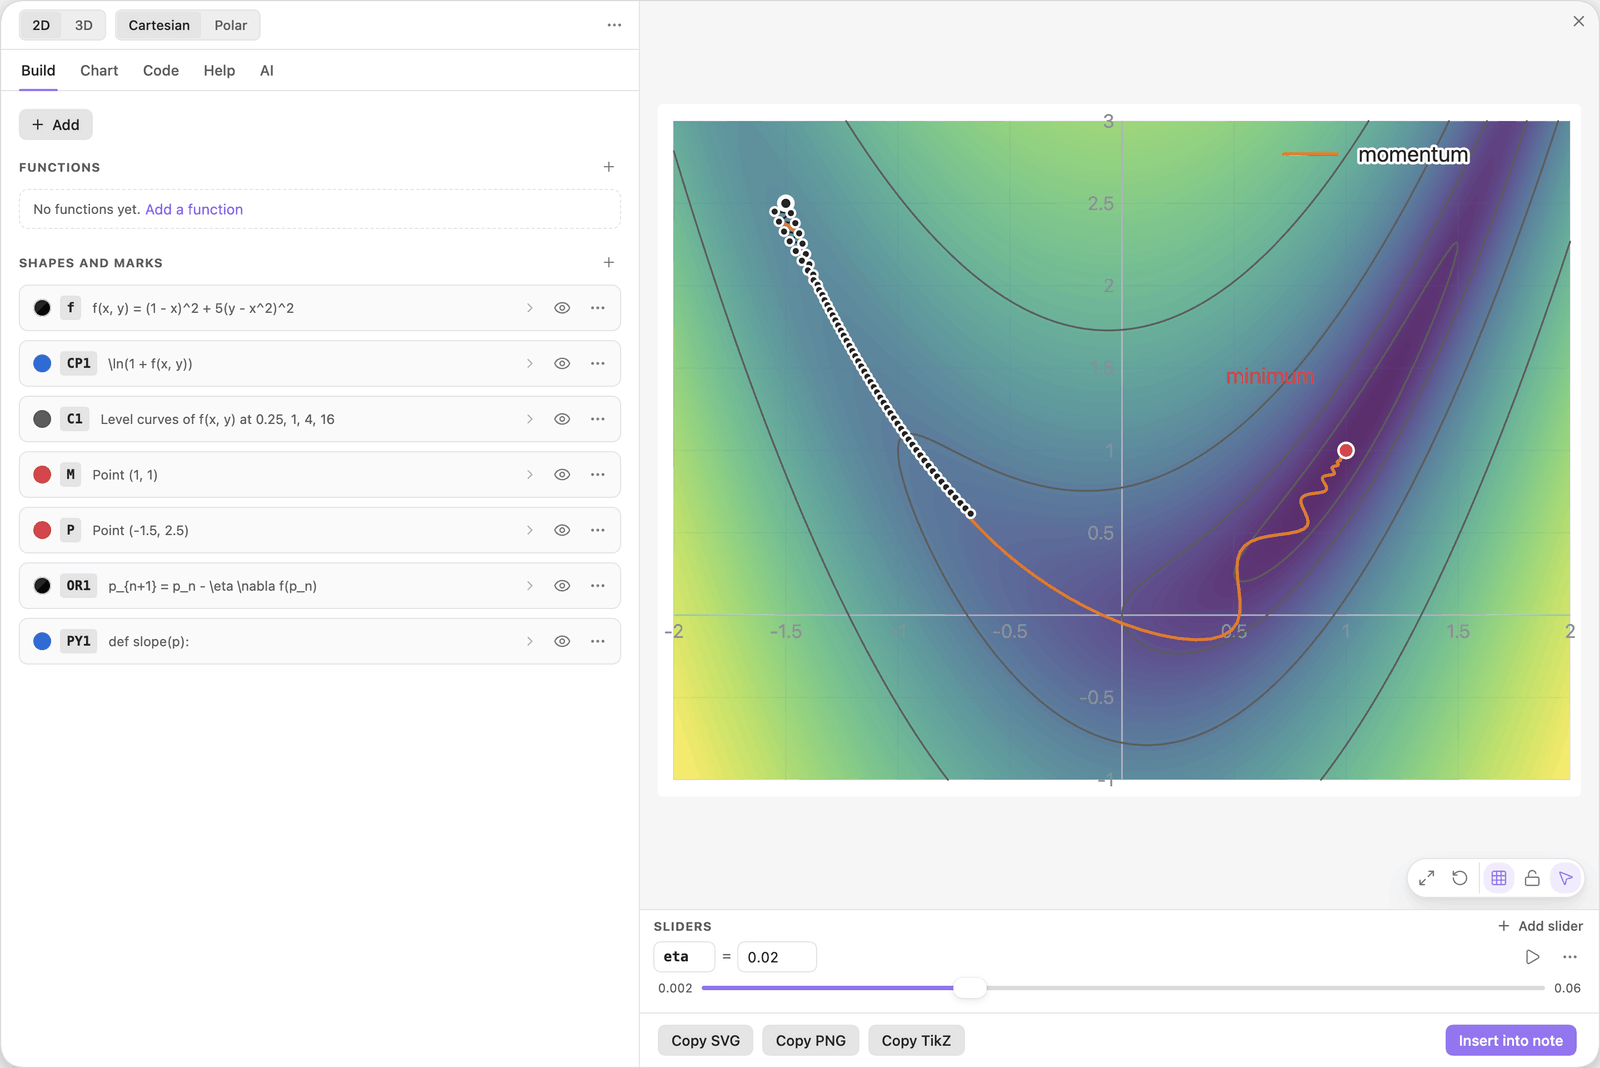 2D 3D Cartesian Polar
Build Chart Code Help AI
+ Add
FUNCTIONS
No functions yet. Add a function
SHAPES AND MARKS
f f(x, y) = (1 - x)^2 + 5(y - x^2)^2
CP1 \ln(1 + f(x, y))
C1 Level curves of f(x, y) at 0.25, 1, 4, 16
M Point (1, 1)
P Point (-1.5, 2.5)
OR1 p_{n+1} = p_n - \eta \nabla f(p_n)
PY1 def slope(p):
3
momentum
2.5
2
1.5
minimum
1
0.5
-2 -1.5 -1 -0.5 0.5 1 1.5 2
-0.5
-1
SLIDERS
+ Add slider
eta = 0.02
0.002 0.06
Copy SVG Copy PNG Copy TikZ
Insert into note